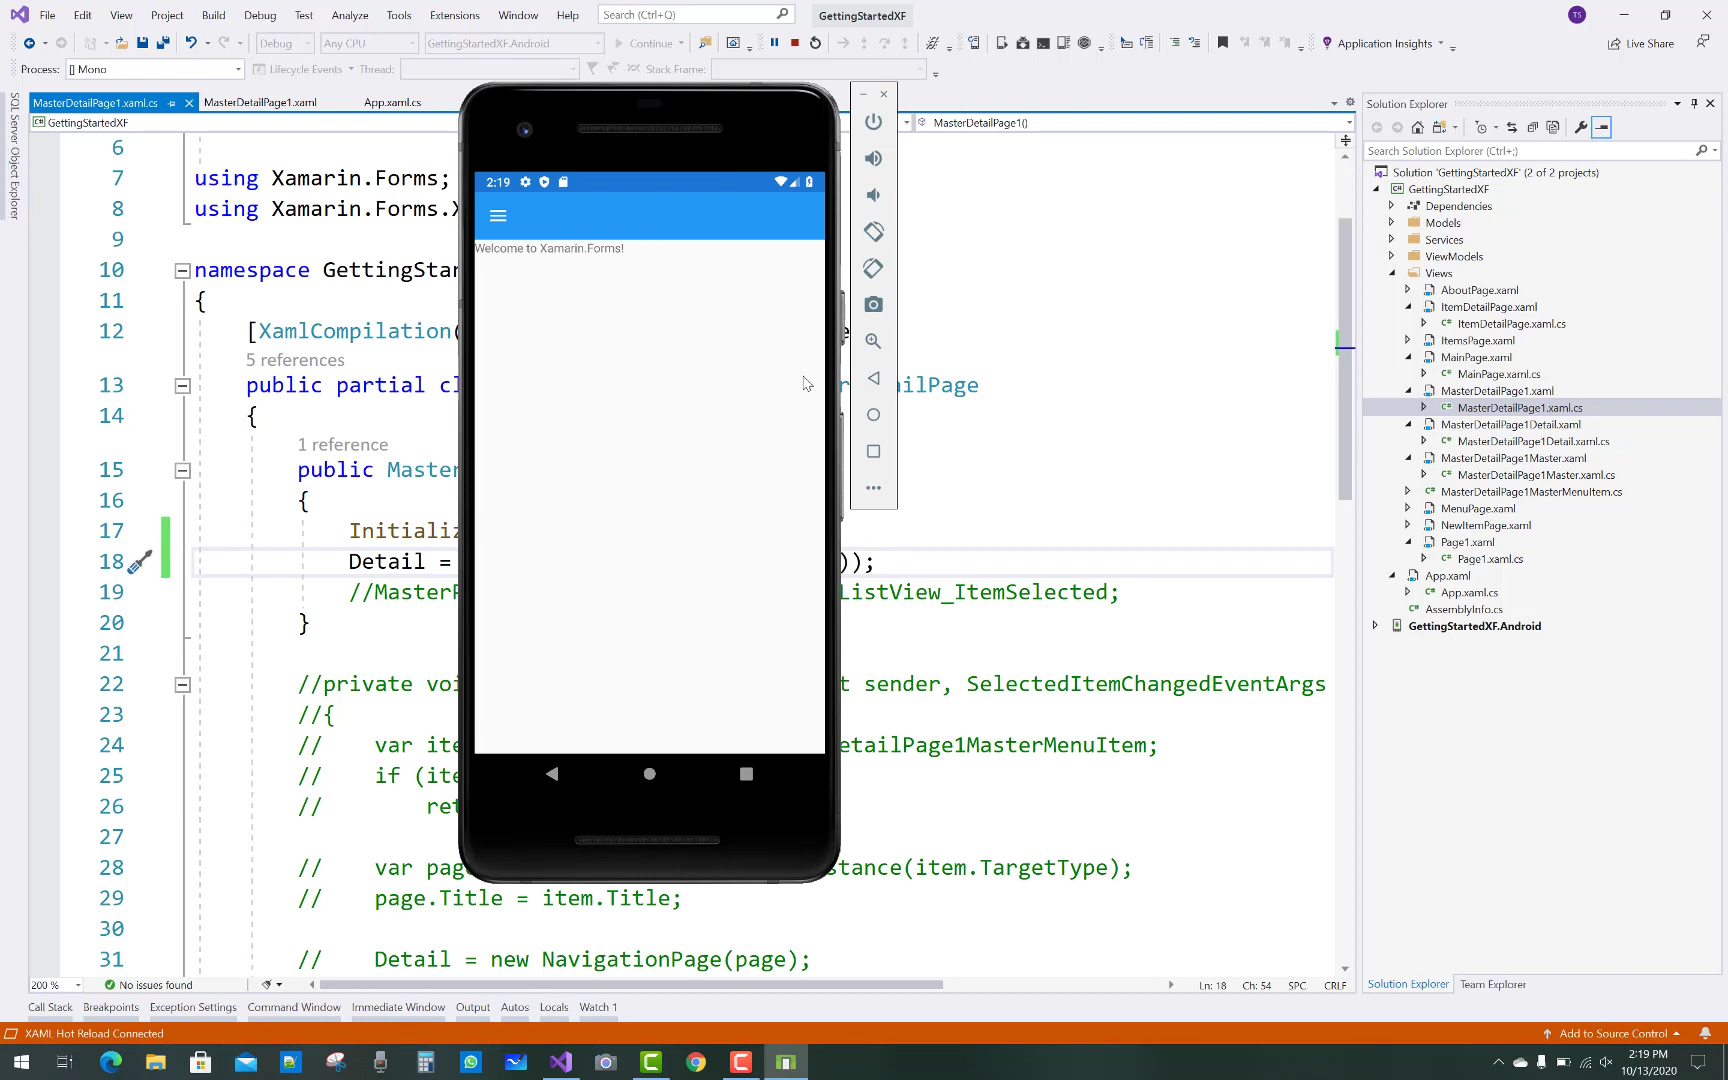 File Edit View Project Build Debug Test Analyze Tools Extensions Window Help Search (Ctrl+Q) GettingStartedXF TS
Debug Any CPU GettingStartedXF.Android Continue Application Insights Live Share
Process: [] Mono Lifecycle Events Thread: Stack Frame:
SQL Server Object Explorer
MasterDetailPage1.xaml.cs MasterDetailPage1.xaml App.xaml.cs
GettingStartedXF MasterDetailPage1()
6
7 using Xamarin.Forms;
8 using Xamarin.Forms.X
9
10 namespace GettingStar
11 {
12 [XamlCompilation(
5 references
13 public partial cl ailPage
14 {
1 reference
15 public Master
16 {
17 Initializ
18 Detail = ));
19 //MasterP ListView_ItemSelected;
20 }
21
22 //private voi t sender, SelectedItemChangedEventArgs
23 //{
24 // var ite etailPage1MasterMenuItem;
25 // if (ite
26 // ret
27
28 // var pag stance(item.TargetType);
29 // page.Title = item.Title;
30
31 // Detail = new NavigationPage(page);
2:19
Welcome to Xamarin.Forms!
Solution Explorer
Search Solution Explorer (Ctrl+;)
Solution 'GettingStartedXF' (2 of 2 projects)
GettingStartedXF
Dependencies
Models
Services
ViewModels
Views
AboutPage.xaml
ItemDetailPage.xaml
ItemDetailPage.xaml.cs
ItemsPage.xaml
MainPage.xaml
MainPage.xaml.cs
MasterDetailPage1.xaml
MasterDetailPage1.xaml.cs
MasterDetailPage1Detail.xaml
MasterDetailPage1Detail.xaml.cs
MasterDetailPage1Master.xaml
MasterDetailPage1Master.xaml.cs
MasterDetailPage1MasterMenuItem.cs
MenuPage.xaml
NewItemPage.xaml
Page1.xaml
Page1.xaml.cs
App.xaml
App.xaml.cs
AssemblyInfo.cs
GettingStartedXF.Android
200 % No issues found Ln: 18 Ch: 54 SPC CRLF
Solution Explorer Team Explorer
Call Stack Breakpoints Exception Settings Command Window Immediate Window Output Autos Locals Watch 1
XAML Hot Reload Connected Add to Source Control
2:19 PM
10/13/2020